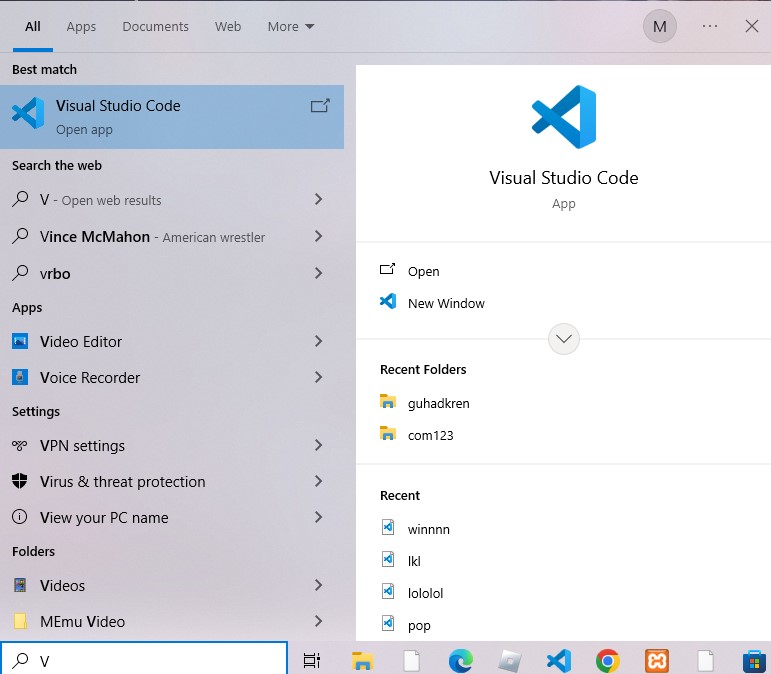 All Apps Documents Web More M ···
Best match
Visual Studio Code
Open app
Search the web
V - Open web results
Vince McMahon - American wrestler
vrbo
Apps
Video Editor
Voice Recorder
Settings
VPN settings
Virus & threat protection
View your PC name
Folders
Videos
MEmu Video
V
Visual Studio Code
App
Open
New Window
Recent Folders
guhadkren
com123
Recent
winnnn
lkl
lololol
pop